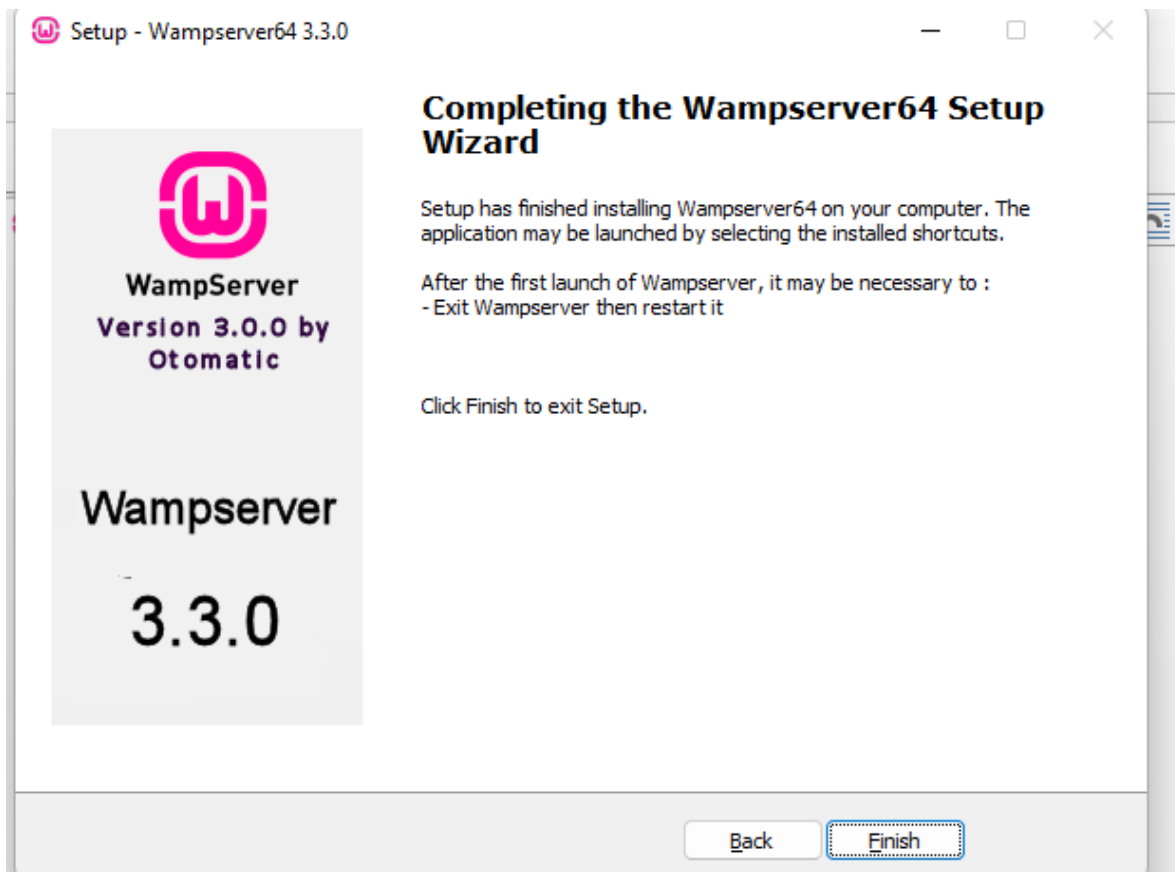 Setup - Wampserver64 3.3.0
Completing the Wampserver64 Setup
Wizard
Setup has finished installing Wampserver64 on your computer. The
application may be launched by selecting the installed shortcuts.
After the first launch of Wampserver, it may be necessary to :
- Exit Wampserver then restart it
Click Finish to exit Setup.
WampServer
Version 3.0.0 by
Otomatic
Wampserver
3.3.0
Back
Finish